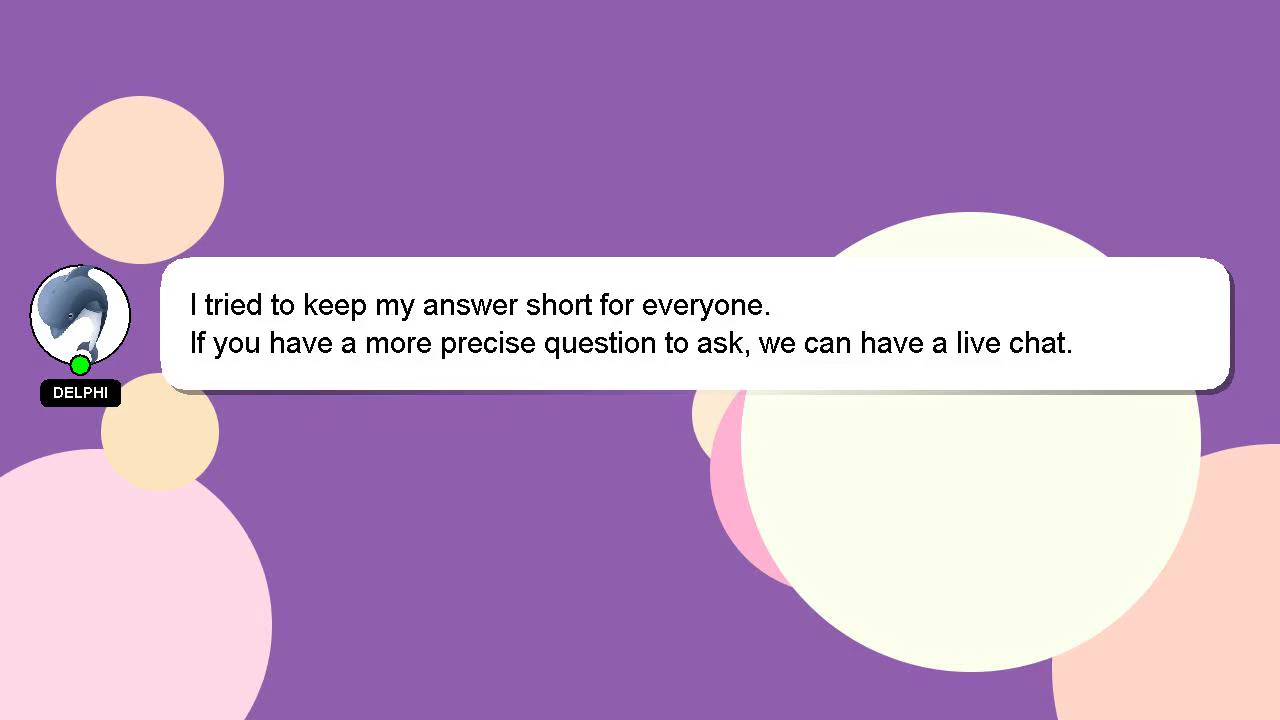 I tried to keep my answer short for everyone.
If you have a more precise question to ask, we can have a live chat.
DELPHI